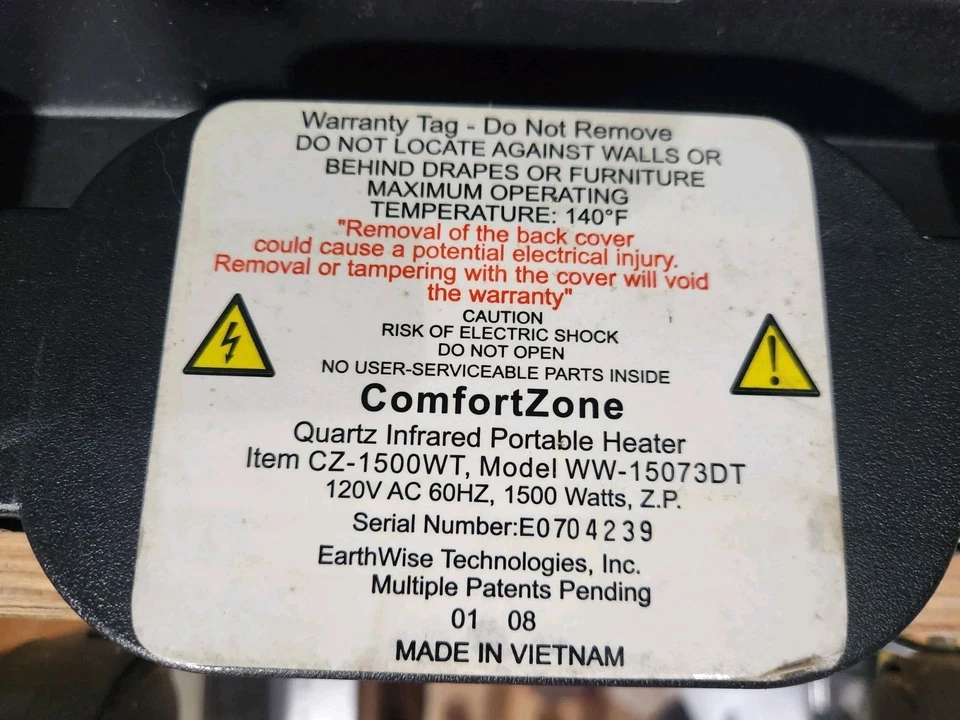 Warranty Tag - Do Not Remove
DO NOT LOCATE AGAINST WALLS OR
BEHIND DRAPES OR FURNITURE
MAXIMUM OPERATING
TEMPERATURE: 140°F
"Removal of the back cover
could cause a potential electrical injury.
Removal or tampering with the cover will void
the warranty"
CAUTION
RISK OF ELECTRIC SHOCK
DO NOT OPEN
NO USER-SERVICEABLE PARTS INSIDE
ComfortZone
Quartz Infrared Portable Heater
Item CZ-1500WT, Model WW-15073DT
120V AC 60HZ, 1500 Watts, Z.P.
Serial Number:E0704239
EarthWise Technologies, Inc.
Multiple Patents Pending
01 08
MADE IN VIETNAM